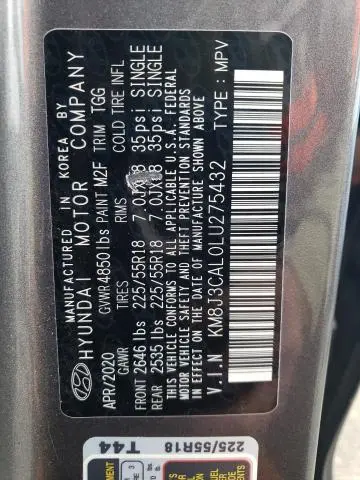 MANUFACTURED IN KOREA BY
HYUNDAI MOTOR COMPANY
APR/2020 GVWR 4850 lbs PAINT M2F TRIM TGG
GAWR TIRES RIMS COLD TIRE INFL
FRONT 2646 lbs 225/55R18 7.0JX18 35psi SINGLE
REAR 2535 lbs 225/55R18 7.0JX18 35psi SINGLE
THIS VEHICLE CONFORMS TO ALL APPLICABLE U.S.A. FEDERAL
MOTOR VEHICLE SAFETY AND THEFT PREVENTION STANDARDS
IN EFFECT ON THE DATE OF MANUFACTURE SHOWN ABOVE
V.I.N KM8J3CAL0LU275432 TYPE : MPV
T44
225/55R18